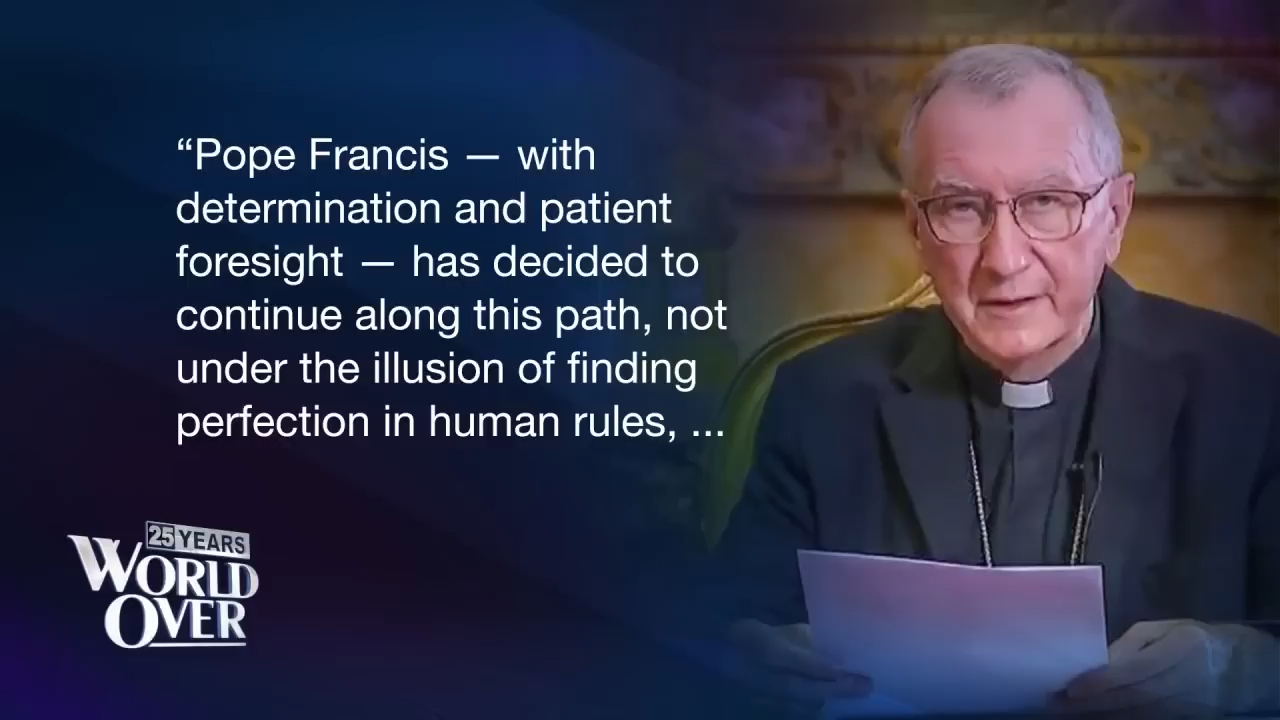 “Pope Francis — with
determination and patient
foresight — has decided to
continue along this path, not
under the illusion of finding
perfection in human rules, ...
25 YEARS
WORLD
OVER